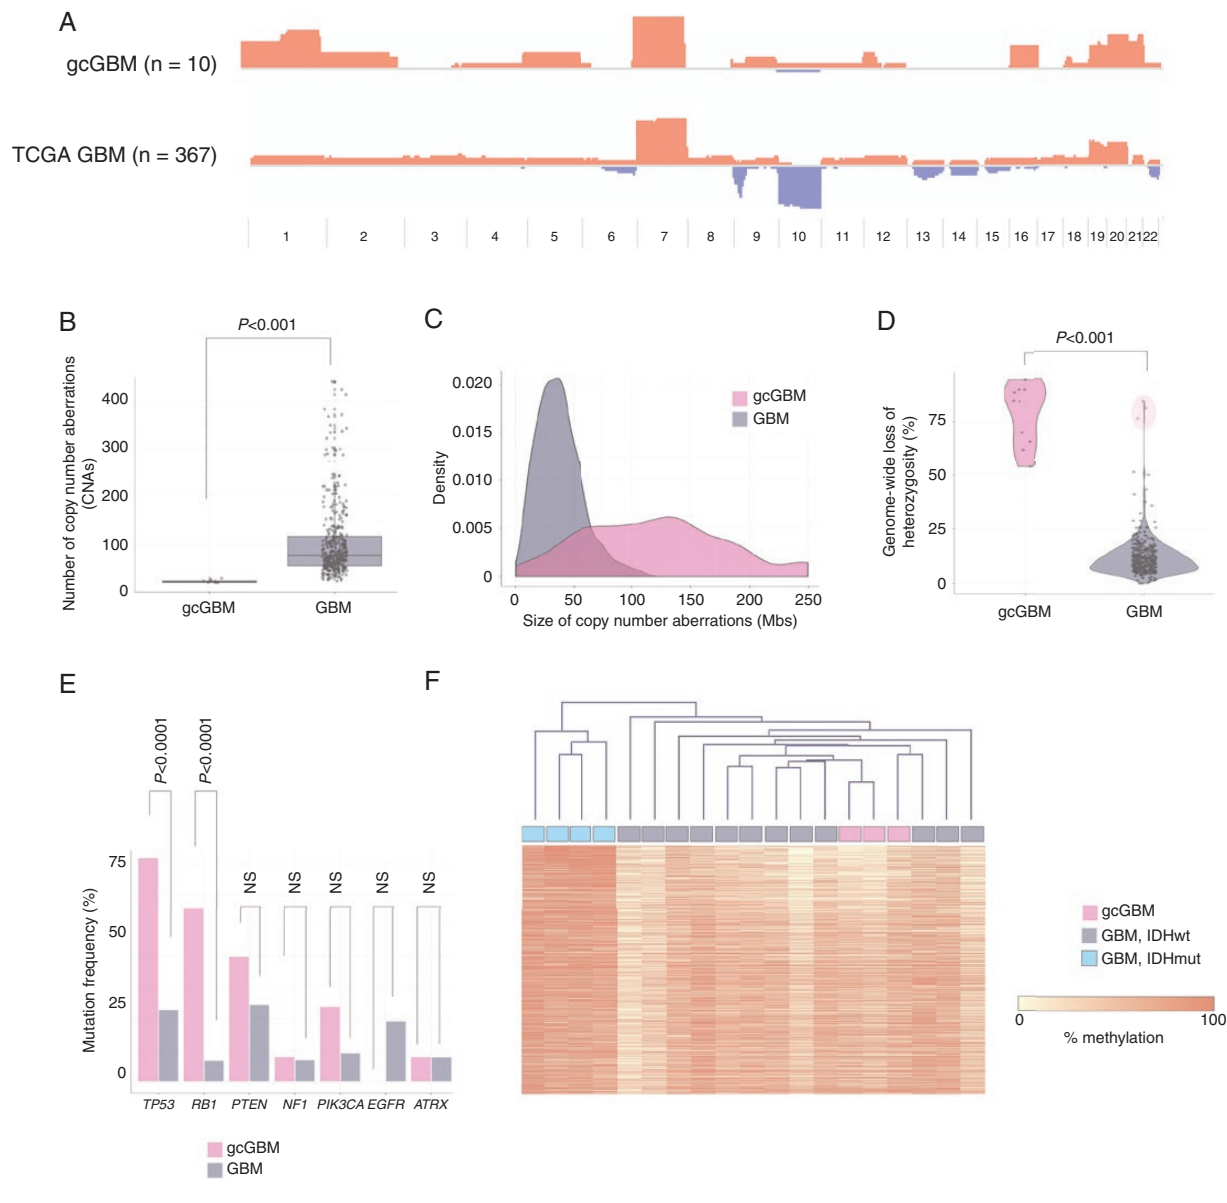 A
gcGBM (n = 10)
TCGA GBM (n = 367)
1 2 3 4 5 6 7 8 9 10 11 12 13 14 15 16 17 18 19 20 21 22
B
P<0.001
Number of copy number aberrations
(CNAs)
400
300
200
100
0
gcGBM GBM
C
0.020
0.015
0.010
0.005
0
Density
gcGBM
GBM
0 50 100 150 200 250
Size of copy number aberrations (Mbs)
D
P<0.001
Genome-wide loss of
heterozygosity (%)
75
50
25
0
gcGBM GBM
E
P<0.0001 P<0.0001 NS NS NS NS NS
Mutation frequency (%)
75
50
25
0
TP53 RB1 PTEN NF1 PIK3CA EGFR ATRX
gcGBM
GBM
F
gcGBM
GBM, IDHwt
GBM, IDHmut
0 100
% methylation